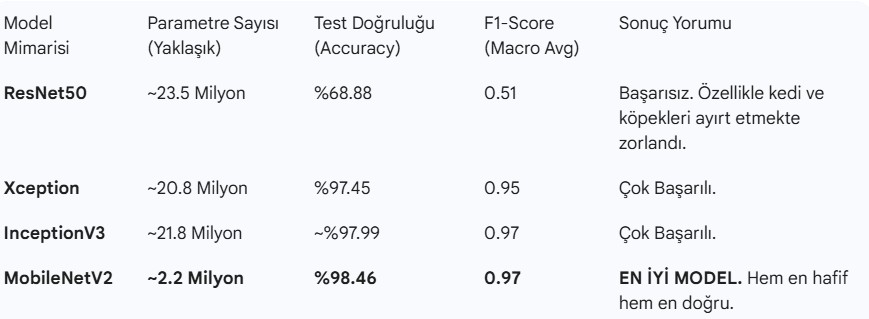 Model Mimarisi	Parametre Sayısı (Yaklaşık)	Test Doğruluğu (Accuracy)	F1-Score (Macro Avg)	Sonuç Yorumu
ResNet50	~23.5 Milyon	%68.88	0.51	Başarısız. Özellikle kedi ve
köpekleri ayırt etmekte
zorlandı.
Xception	~20.8 Milyon	%97.45	0.95	Çok Başarılı.
InceptionV3	~21.8 Milyon	~%97.99	0.97	Çok Başarılı.
MobileNetV2	~2.2 Milyon	%98.46	0.97	EN İYİ MODEL. Hem en hafif
hem en doğru.